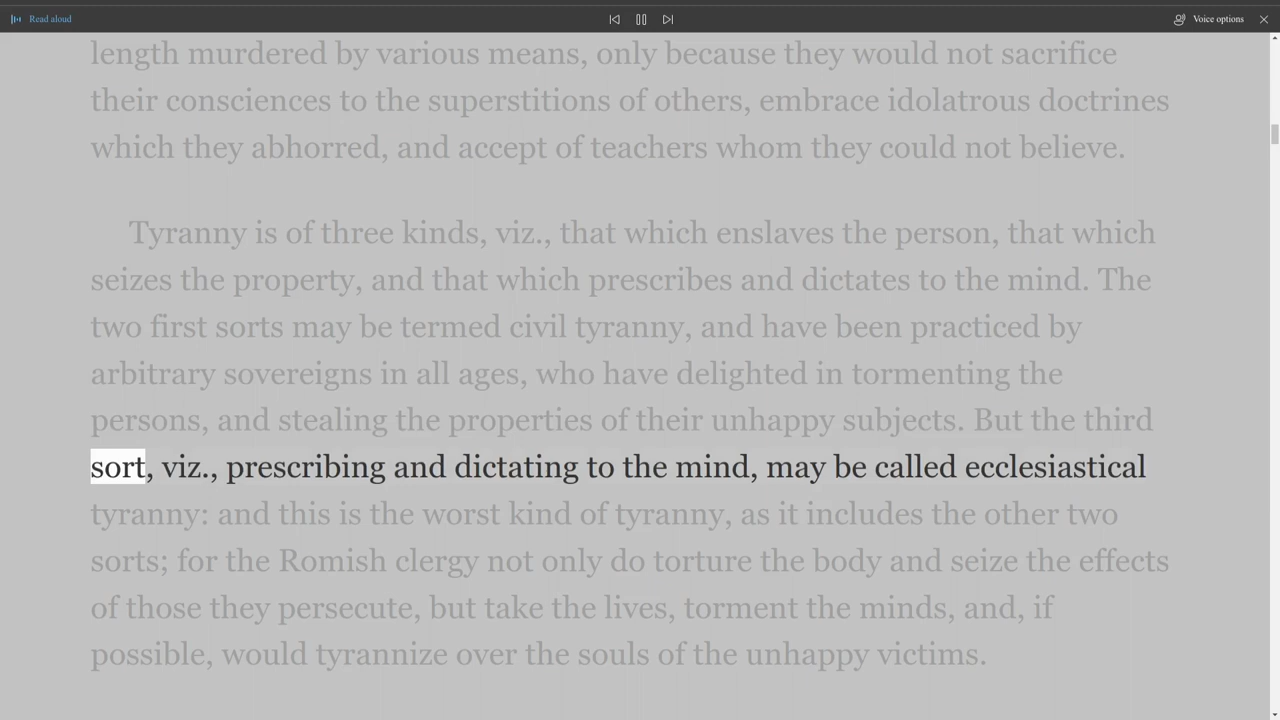 Read aloud
Voice options
length murdered by various means, only because they would not sacrifice
their consciences to the superstitions of others, embrace idolatrous doctrines
which they abhorred, and accept of teachers whom they could not believe.
Tyranny is of three kinds, viz., that which enslaves the person, that which
seizes the property, and that which prescribes and dictates to the mind. The
two first sorts may be termed civil tyranny, and have been practiced by
arbitrary sovereigns in all ages, who have delighted in tormenting the
persons, and stealing the properties of their unhappy subjects. But the third
sort, viz., prescribing and dictating to the mind, may be called ecclesiastical
tyranny: and this is the worst kind of tyranny, as it includes the other two
sorts; for the Romish clergy not only do torture the body and seize the effects
of those they persecute, but take the lives, torment the minds, and, if
possible, would tyrannize over the souls of the unhappy victims.